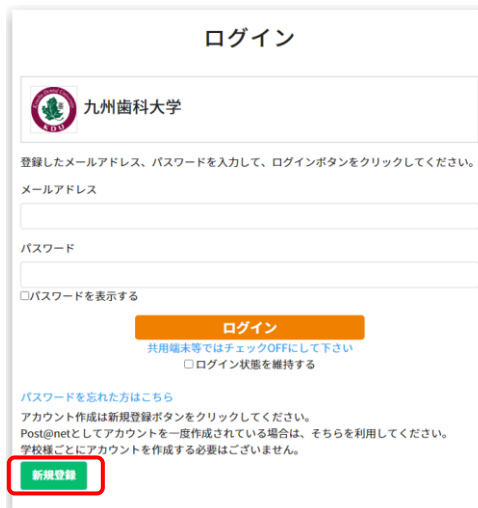 ログイン
九州歯科大学
KDU
登録したメールアドレス、パスワードを入力して、ログインボタンをクリックしてください。
メールアドレス
パスワード
パスワードを表示する
ログイン
共用端末等ではチェックOFFにして下さい
ログイン状態を維持する
パスワードを忘れた方はこちら
アカウント作成は新規登録ボタンをクリックしてください。
Post@netとしてアカウントを一度作成されている場合は、そちらを利用してください。
学校様ごとにアカウントを作成する必要はございません。
新規登録